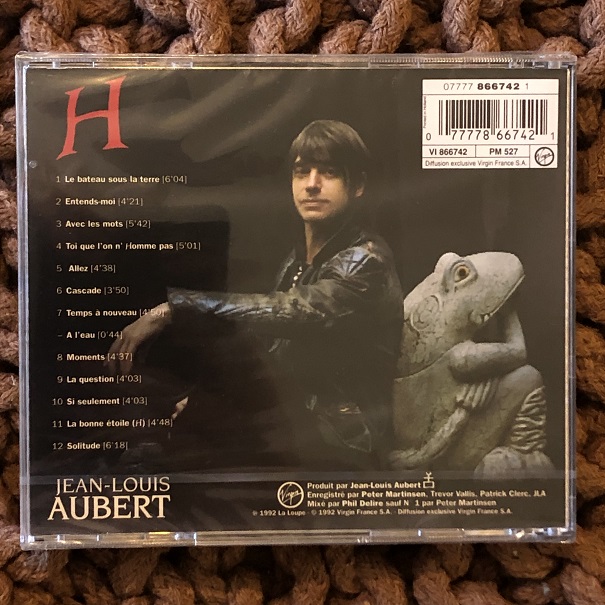 H
07777 866742 1
0 77778 66742 1
VI 866742 PM 527
Virgin
Diffusion exclusive Virgin France S.A.
1 Le bateau sous la terre [6'04]
2 Entends-moi [4'21]
3 Avec les mots [5'42]
4 Toi que l'on n' Homme pas [5'01]
5 Allez [4'38]
6 Cascade [3'50]
7 Temps à nouveau [4'50]
– A l'eau [0'44]
8 Moments [4'37]
9 La question [4'03]
10 Si seulement [4'03]
11 La bonne étoile (H) [4'48]
12 Solitude [6'18]
JEAN-LOUIS
AUBERT
Virgin
Produit par Jean-Louis Aubert
Enregistré par Peter Martinsen, Trevor Vallis, Patrick Clerc, JLA
Mixé par Phil Delire sauf N°1 par Peter Martinsen
℗ 1992 La Loupe - © 1992 Virgin France S.A. - Diffusion exclusive Virgin France S.A.